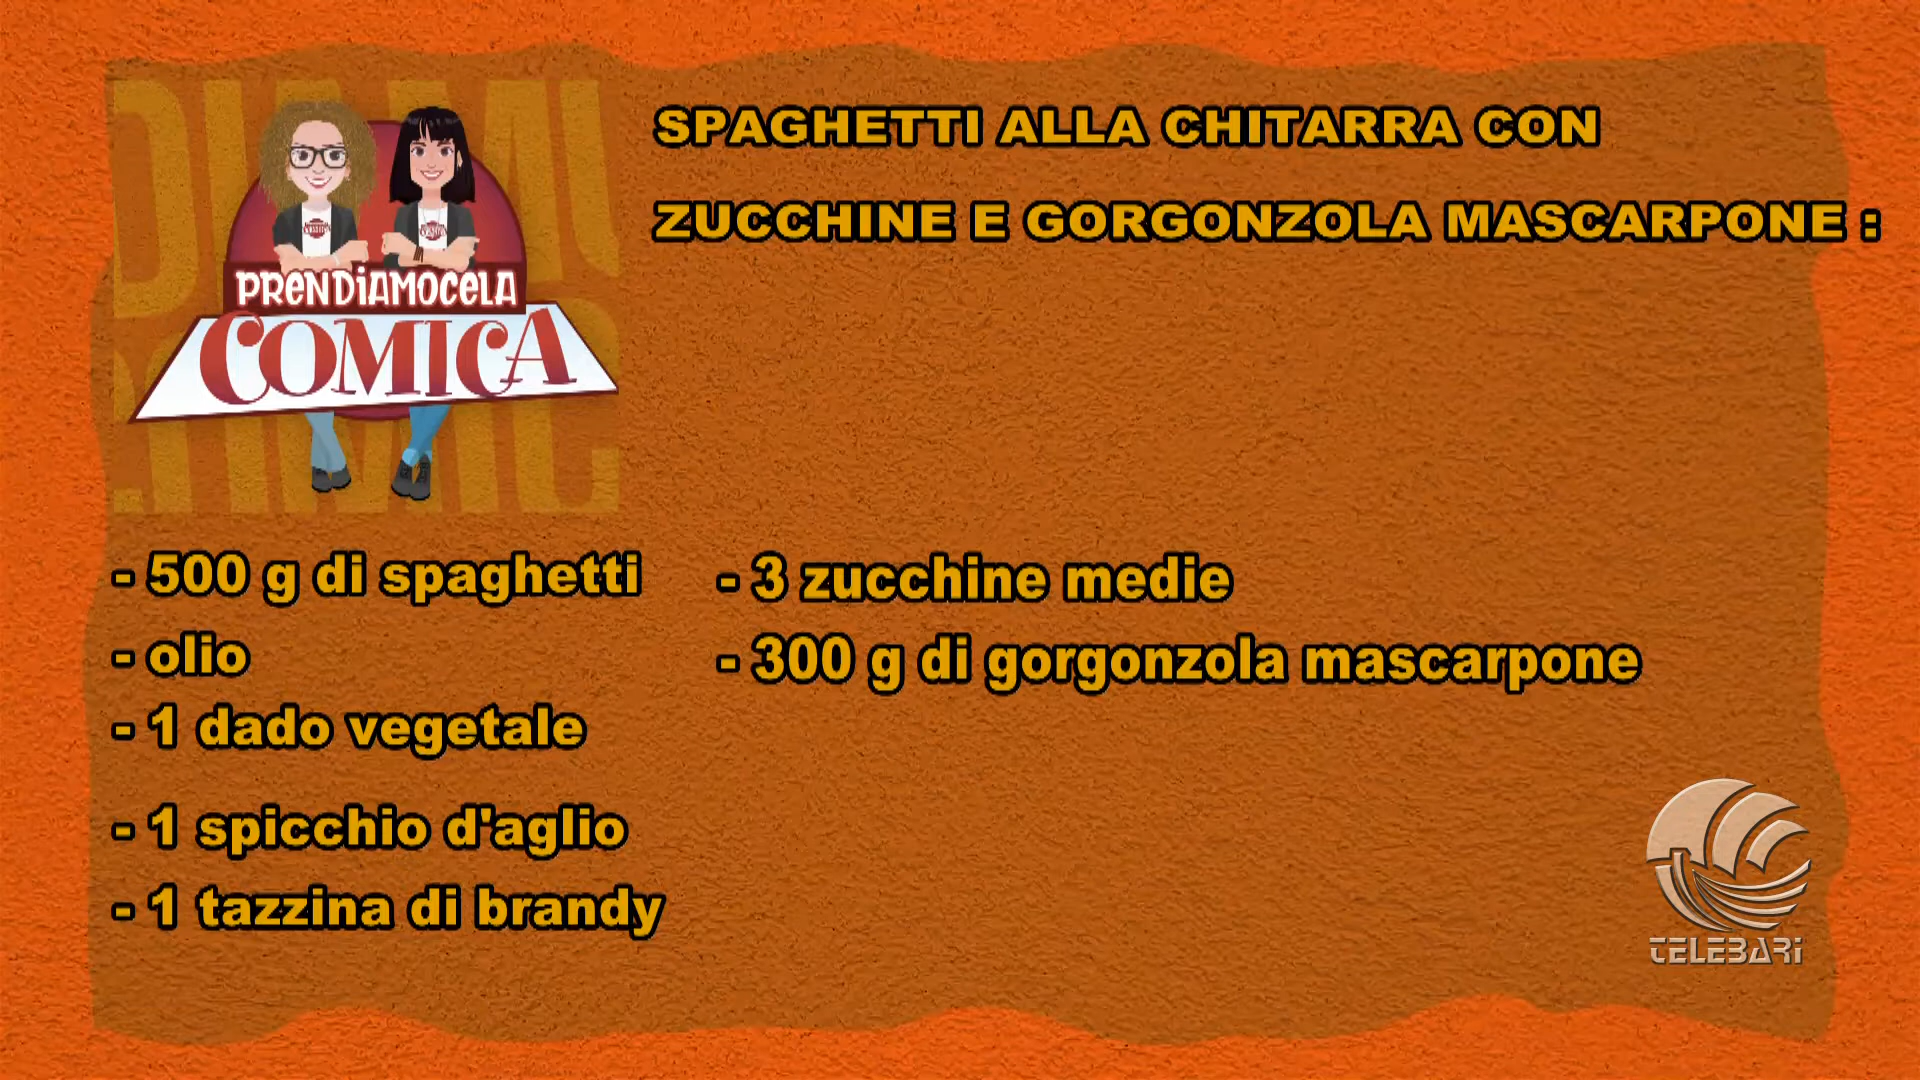 SPAGHETTI ALLA CHITARRA CON
ZUCCHINE E GORGONZOLA MASCARPONE :
PRENDiAMOCELA
COMICA
- 500 g di spaghetti
- olio
- 1 dado vegetale
- 1 spicchio d'aglio
- 1 tazzina di brandy
- 3 zucchine medie
- 300 g di gorgonzola mascarpone
TELEBARi